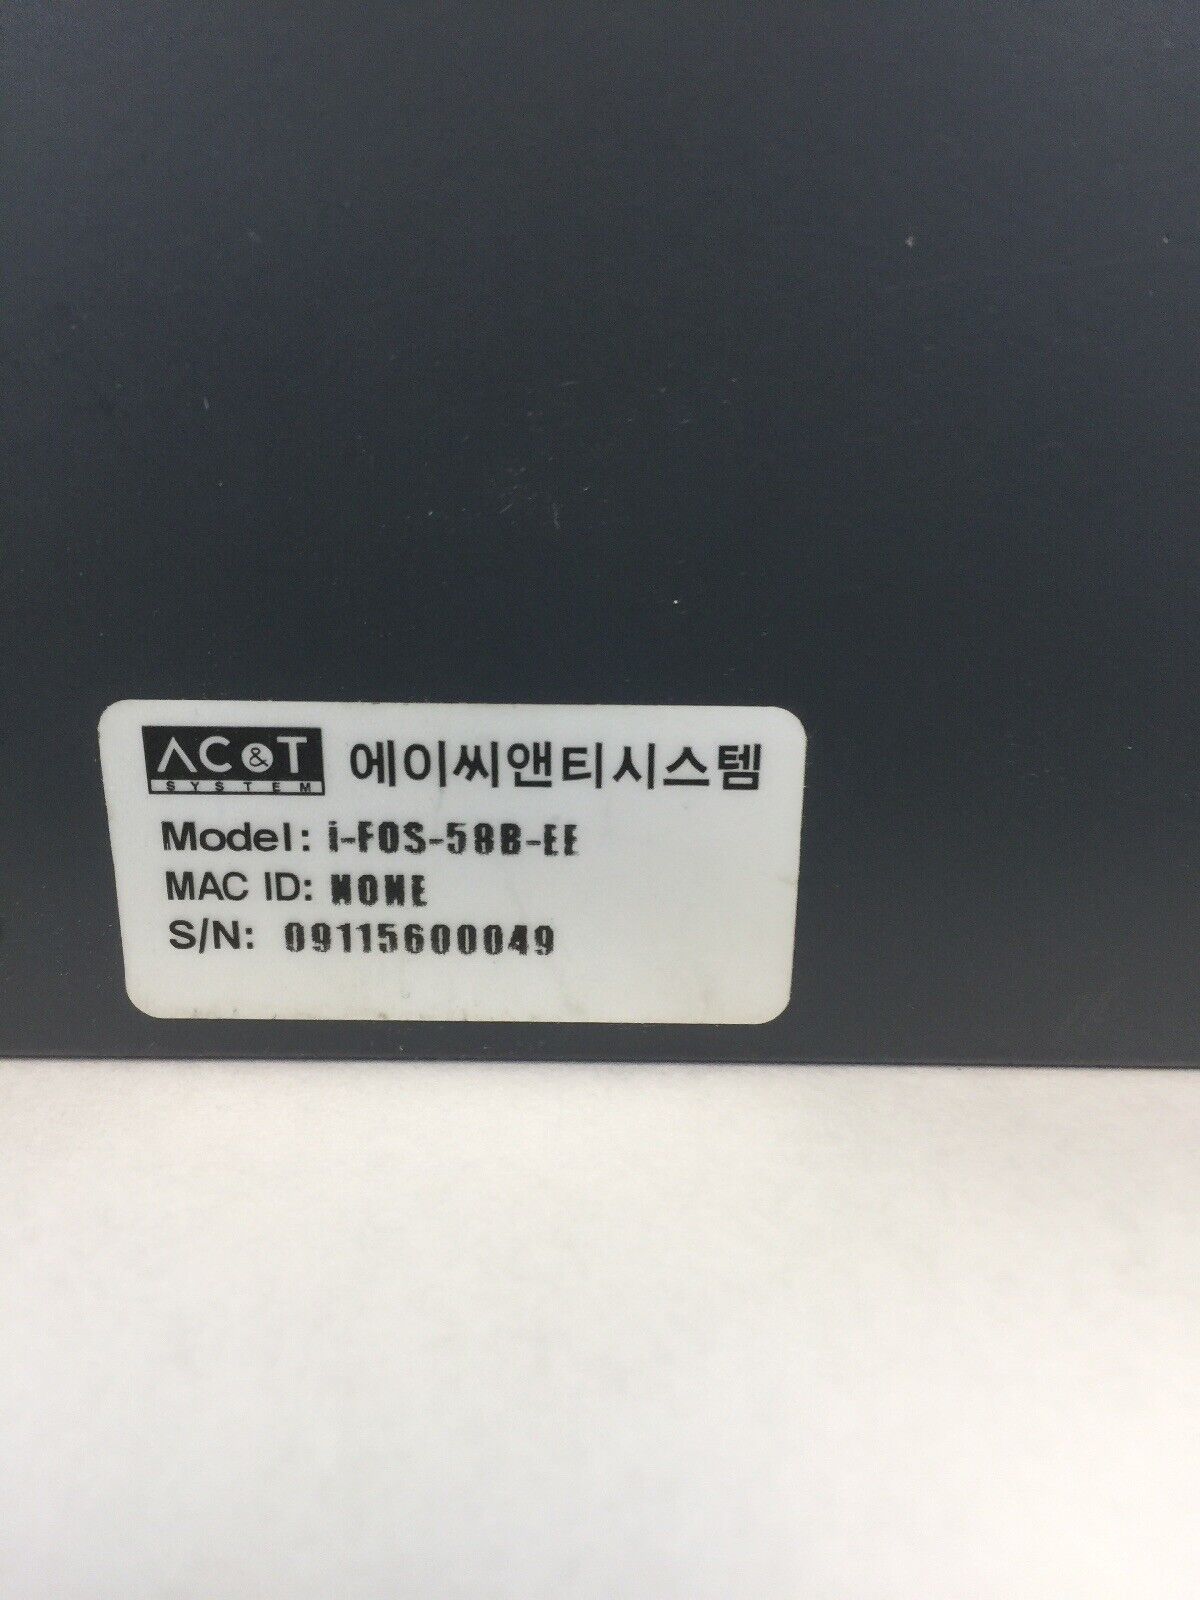 AC&T 에이씨앤티시스템
SYSTEM
Model: i-FOS-58B-EE
MAC ID: NONE
S/N: 09115600049